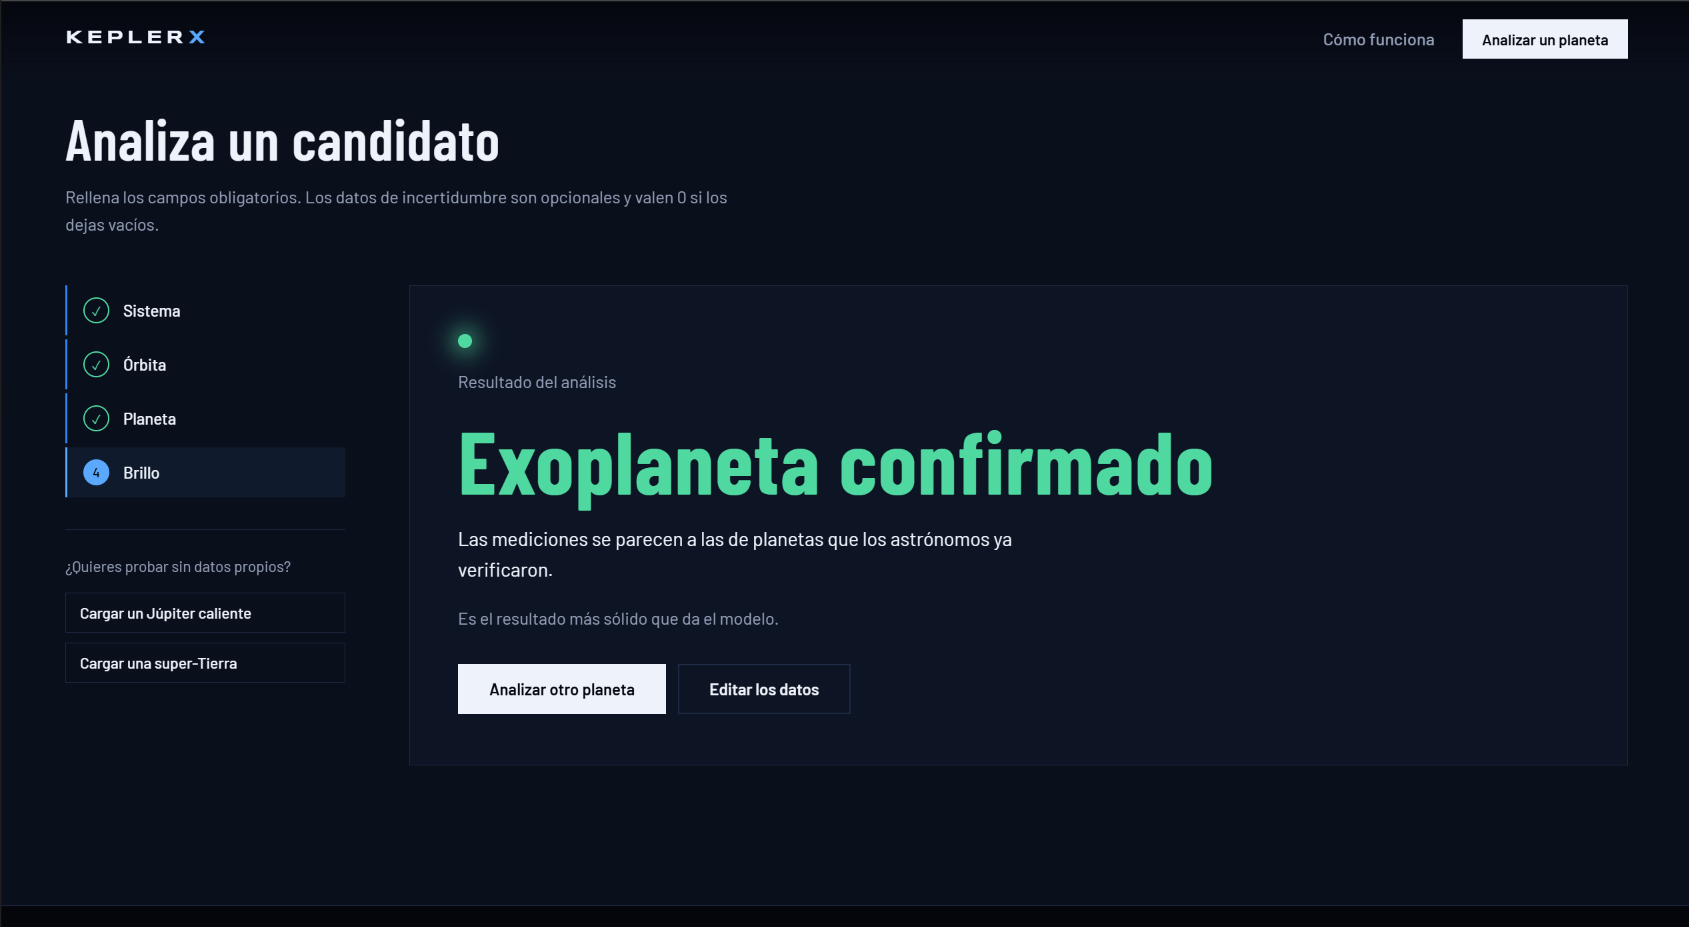 KEPLERX
Cómo funciona
Analizar un planeta
Analiza un candidato
Rellena los campos obligatorios. Los datos de incertidumbre son opcionales y valen 0 si los
dejas vacíos.
✓ Sistema
✓ Órbita
✓ Planeta
4 Brillo
¿Quieres probar sin datos propios?
Cargar un Júpiter caliente
Cargar una super-Tierra
Resultado del análisis
Exoplaneta confirmado
Las mediciones se parecen a las de planetas que los astrónomos ya
verificaron.
Es el resultado más sólido que da el modelo.
Analizar otro planeta
Editar los datos